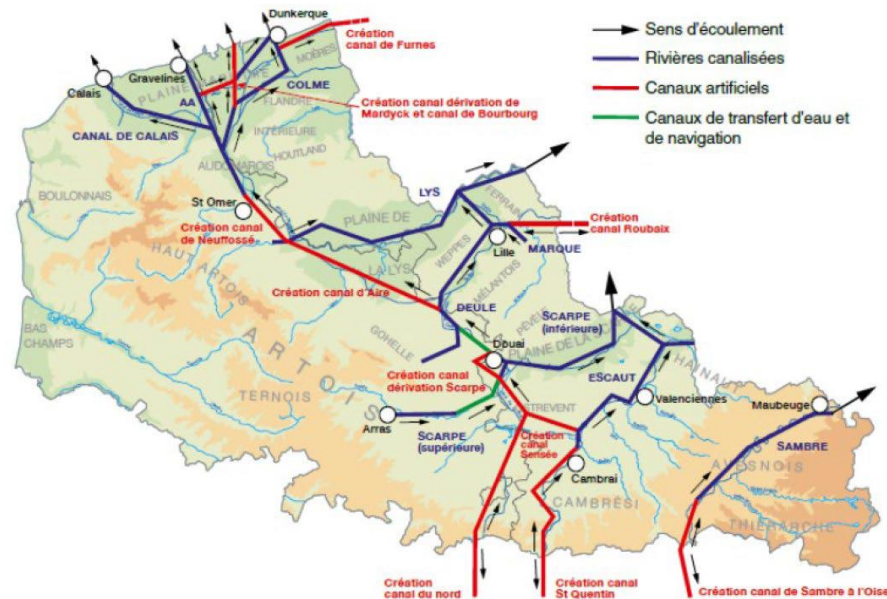 Dunkerque
Création
canal de Furnes
Gravelines
MOËRES
Calais
PLAINE MARITIME
AA
COLME
FLANDRE
Création canal dérivation de
Mardyck et canal de Bourbourg
CANAL DE CALAIS
INTÉRIEURE
HOUTLAND
AUDOMAROIS
BOULONNAIS
St Omer
LYS
FERRAIN
PLAINE DE
LA LYS
Création canal
de Neuffossé
Création
canal Roubaix
HAUT ARTOIS
WEPPES
Lille
MARQUE
MÉLANTOIS
Création canal d'Aire
DEULE
PÉVÈLE
SCARPE
(inférieure)
BAS
CHAMPS
GOHELLE
ARTOIS
Douai
PLAINE DE LA SCARPE
HAINAUT
Création canal
dérivation Scarpe
ESCAUT
TERNOIS
OSTREVENT
Valenciennes
Maubeuge
Arras
SCARPE
(supérieure)
Création
canal
Sensée
SAMBRE
Cambrai
AVESNOIS
CAMBRÉSI
THIÉRARCHE
Création
canal du nord
Création canal
St Quentin
Création canal de Sambre à l'Oise
Sens d'écoulement
Rivières canalisées
Canaux artificiels
Canaux de transfert d'eau et
de navigation